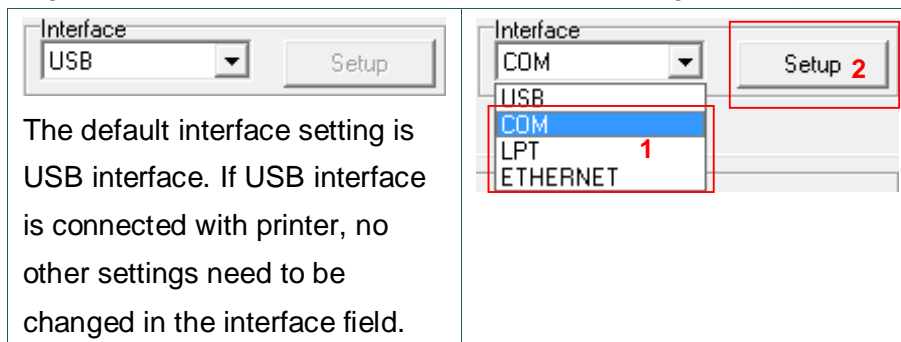 Interface
USB
Setup
The default interface setting is
USB interface. If USB interface
is connected with printer, no
other settings need to be
changed in the interface field.
Interface
COM
Setup 2
USB
COM
LPT 1
ETHERNET